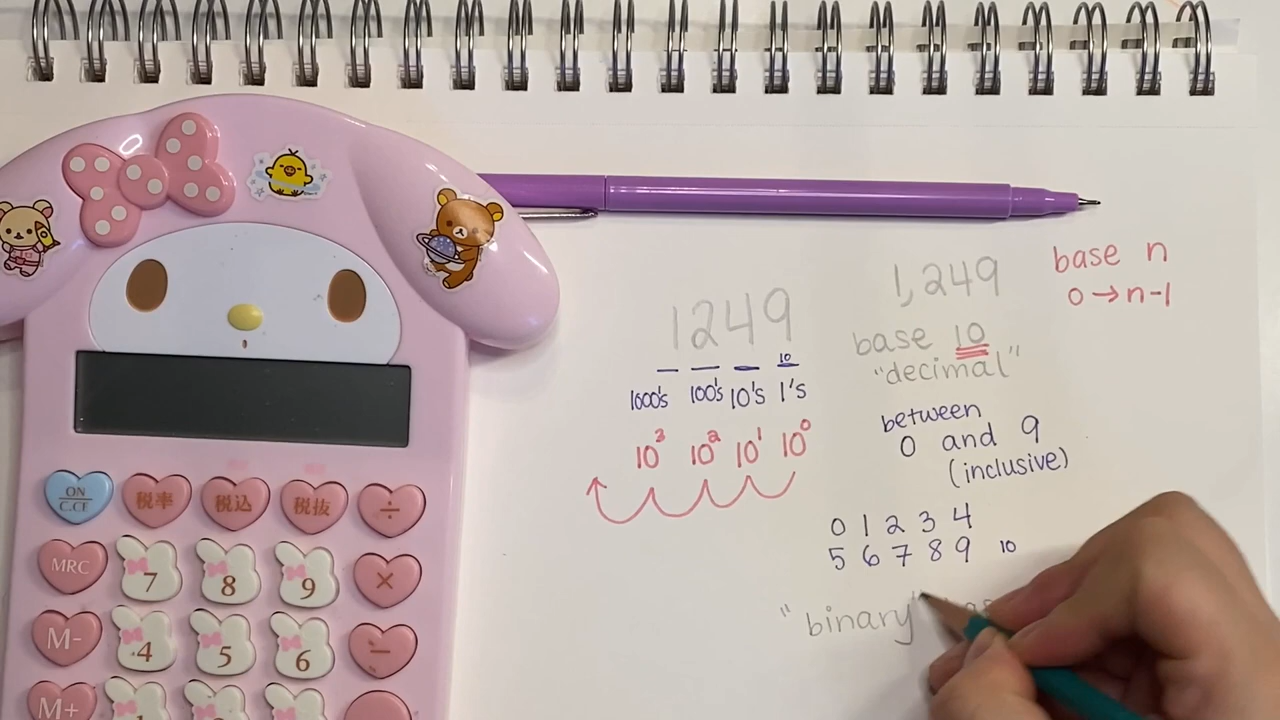 1249
10
1000's 100's 10's 1's
10³ 10² 10¹ 10⁰
1,249
base 10
"decimal"
between
0 and 9
(inclusive)
0 1 2 3 4
5 6 7 8 9 10
"binary"
base n
0→n-1
ON
C.CE
税率 税込 税抜 ÷
MRC 7 8 9 ×
M- 4 5 6 −
M+